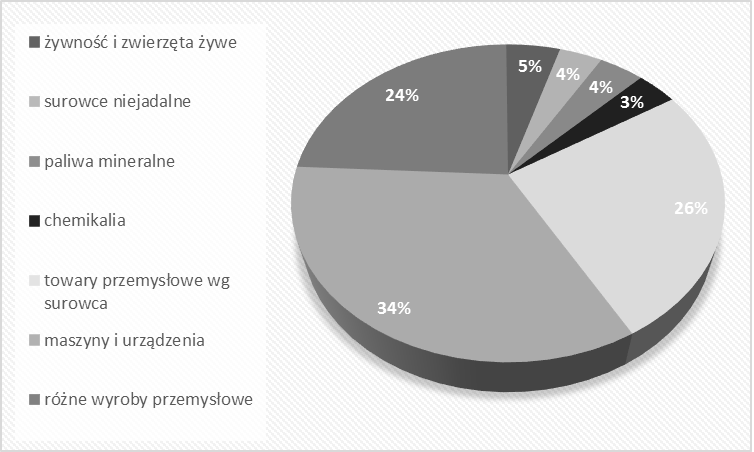 żywność i zwierzęta żywe
surowce niejadalne
paliwa mineralne
chemikalia
towary przemysłowe wg
surowca
maszyny i urządzenia
różne wyroby przemysłowe
5%
4%
4%
3%
26%
34%
24%